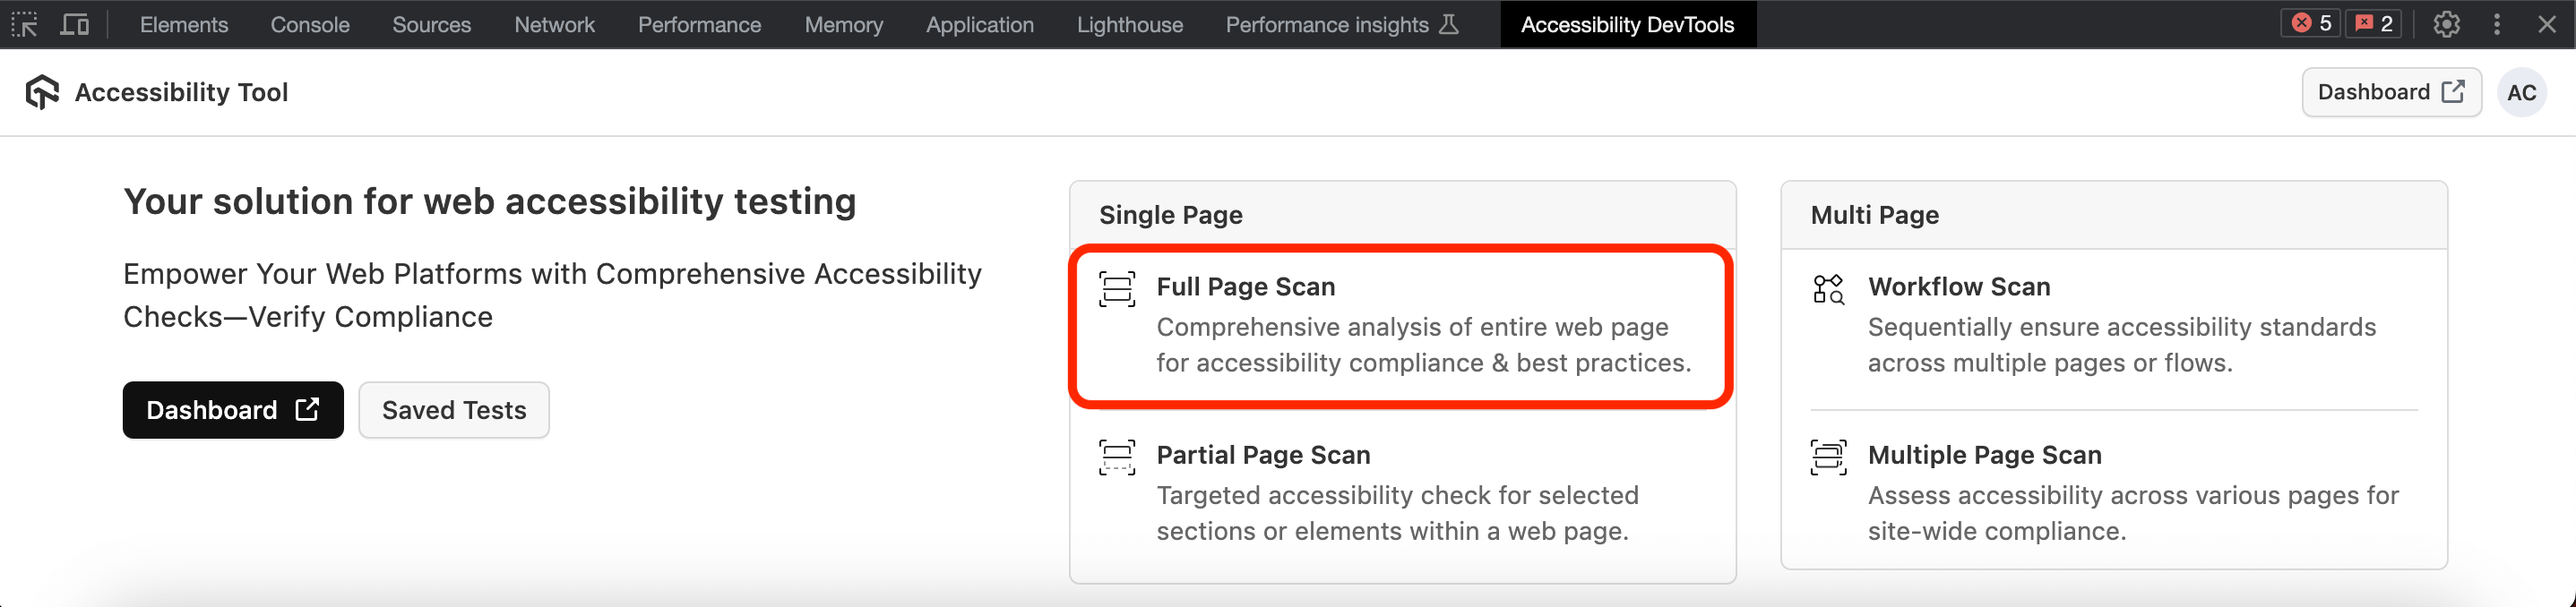 Elements Console Sources Network Performance Memory Application Lighthouse Performance insights Accessibility DevTools 5 2
Accessibility Tool
Dashboard AC
Your solution for web accessibility testing
Empower Your Web Platforms with Comprehensive Accessibility
Checks—Verify Compliance
Dashboard Saved Tests
Single Page
Full Page Scan
Comprehensive analysis of entire web page
for accessibility compliance & best practices.
Partial Page Scan
Targeted accessibility check for selected
sections or elements within a web page.
Multi Page
Workflow Scan
Sequentially ensure accessibility standards
across multiple pages or flows.
Multiple Page Scan
Assess accessibility across various pages for
site-wide compliance.